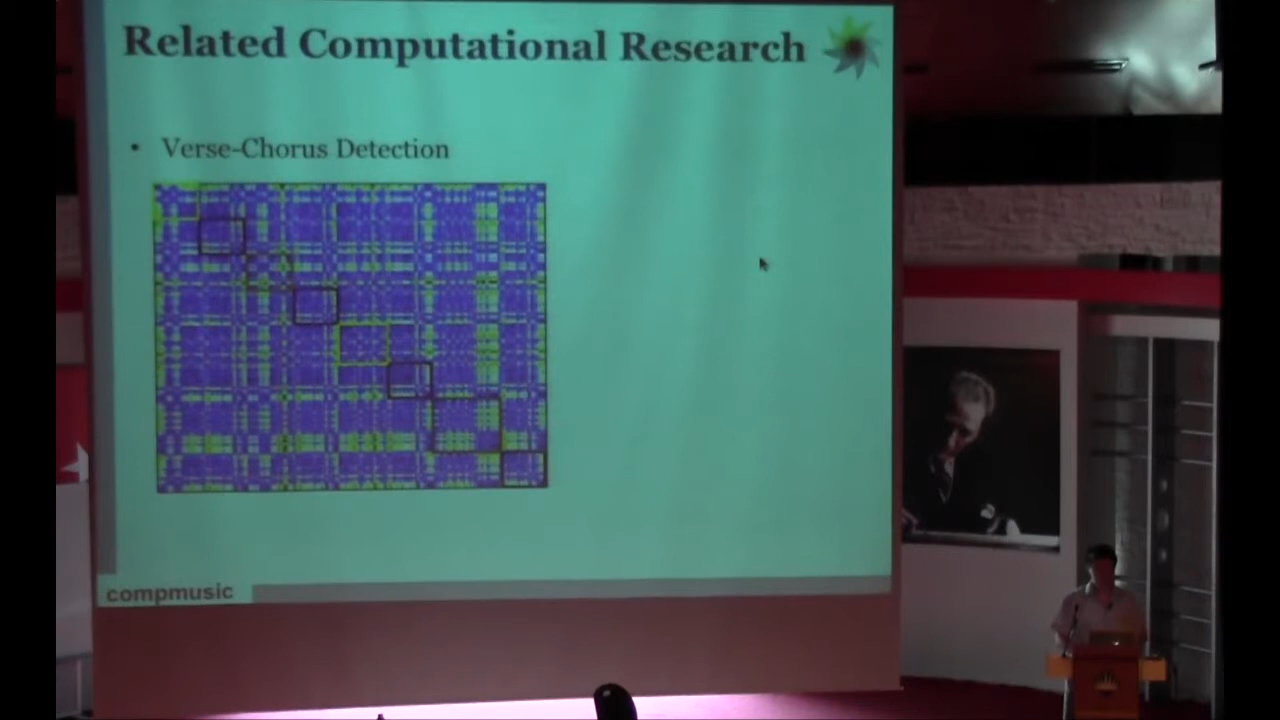 Related Computational Research
• Verse-Chorus Detection
compmusic